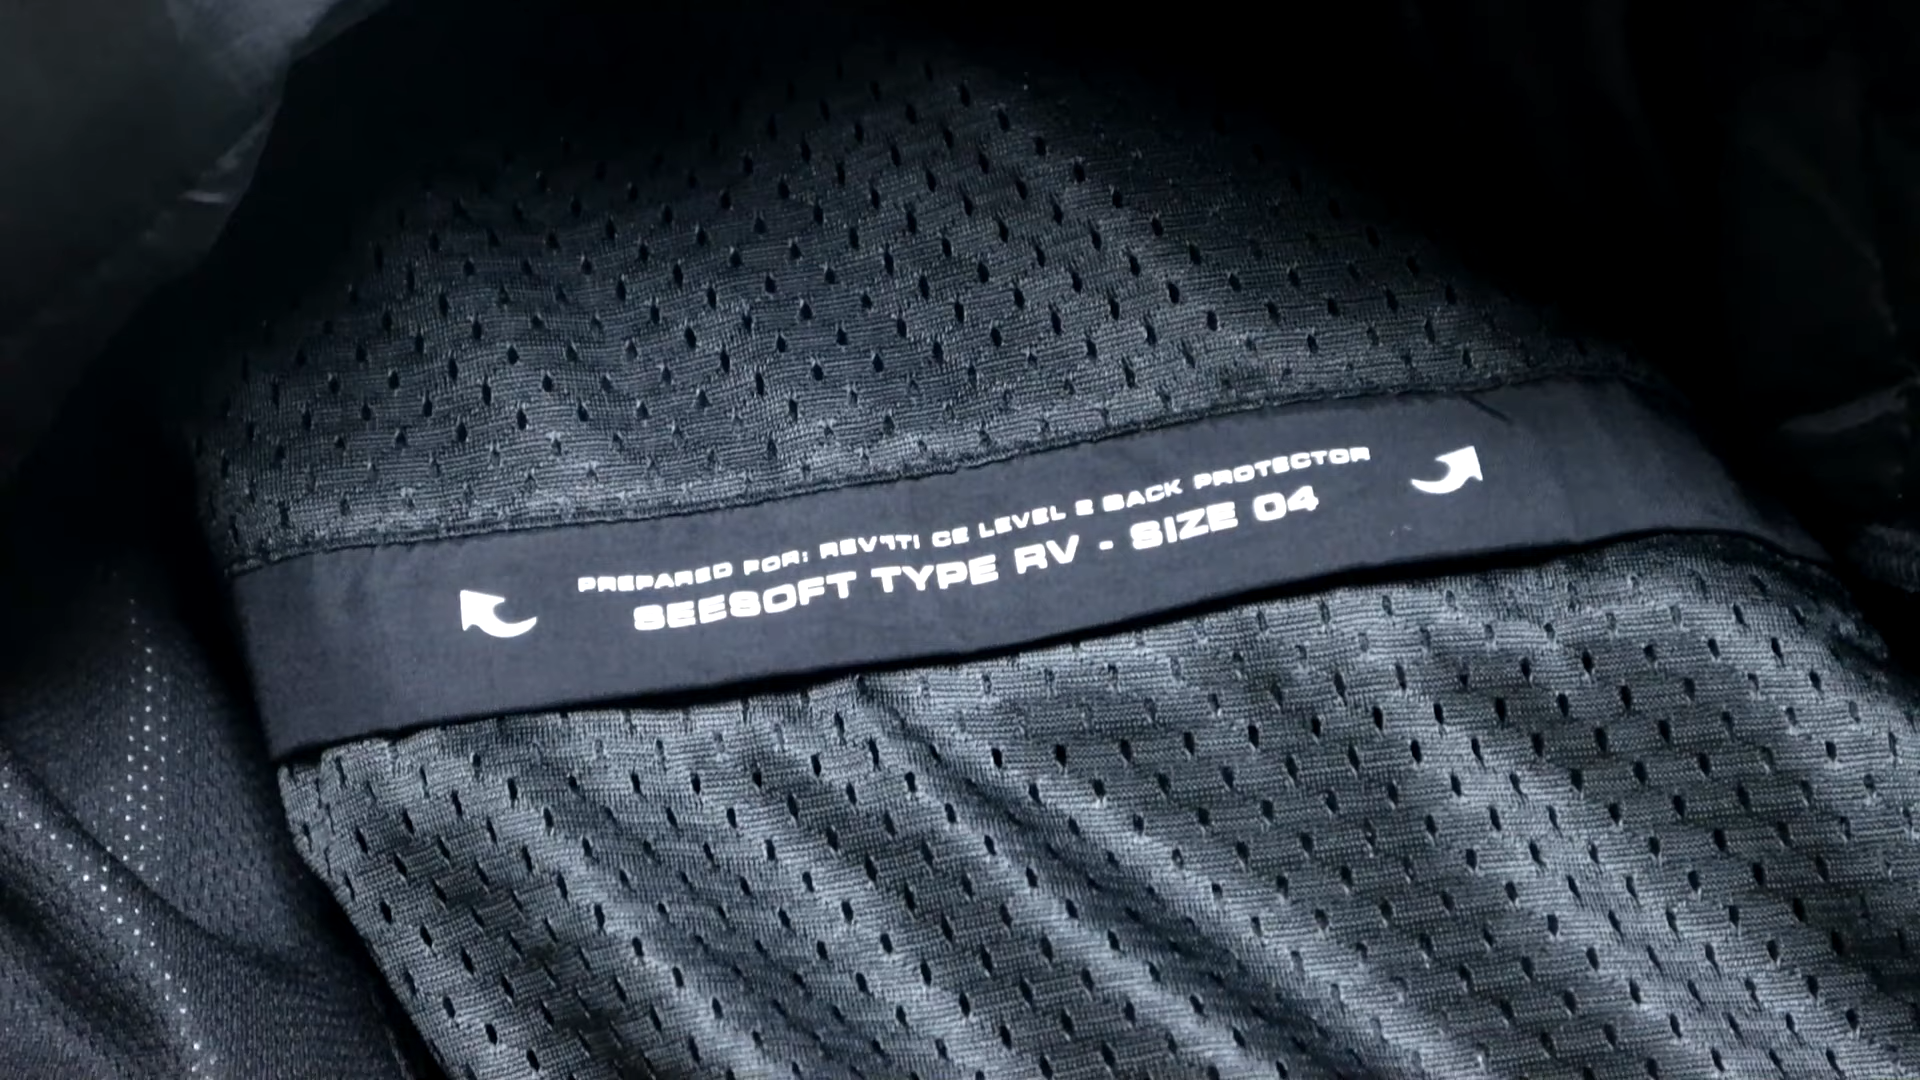 PREPARED FOR: REV'IT! CE LEVEL 2 BACK PROTECTOR
SEESOFT TYPE RV - SIZE 04